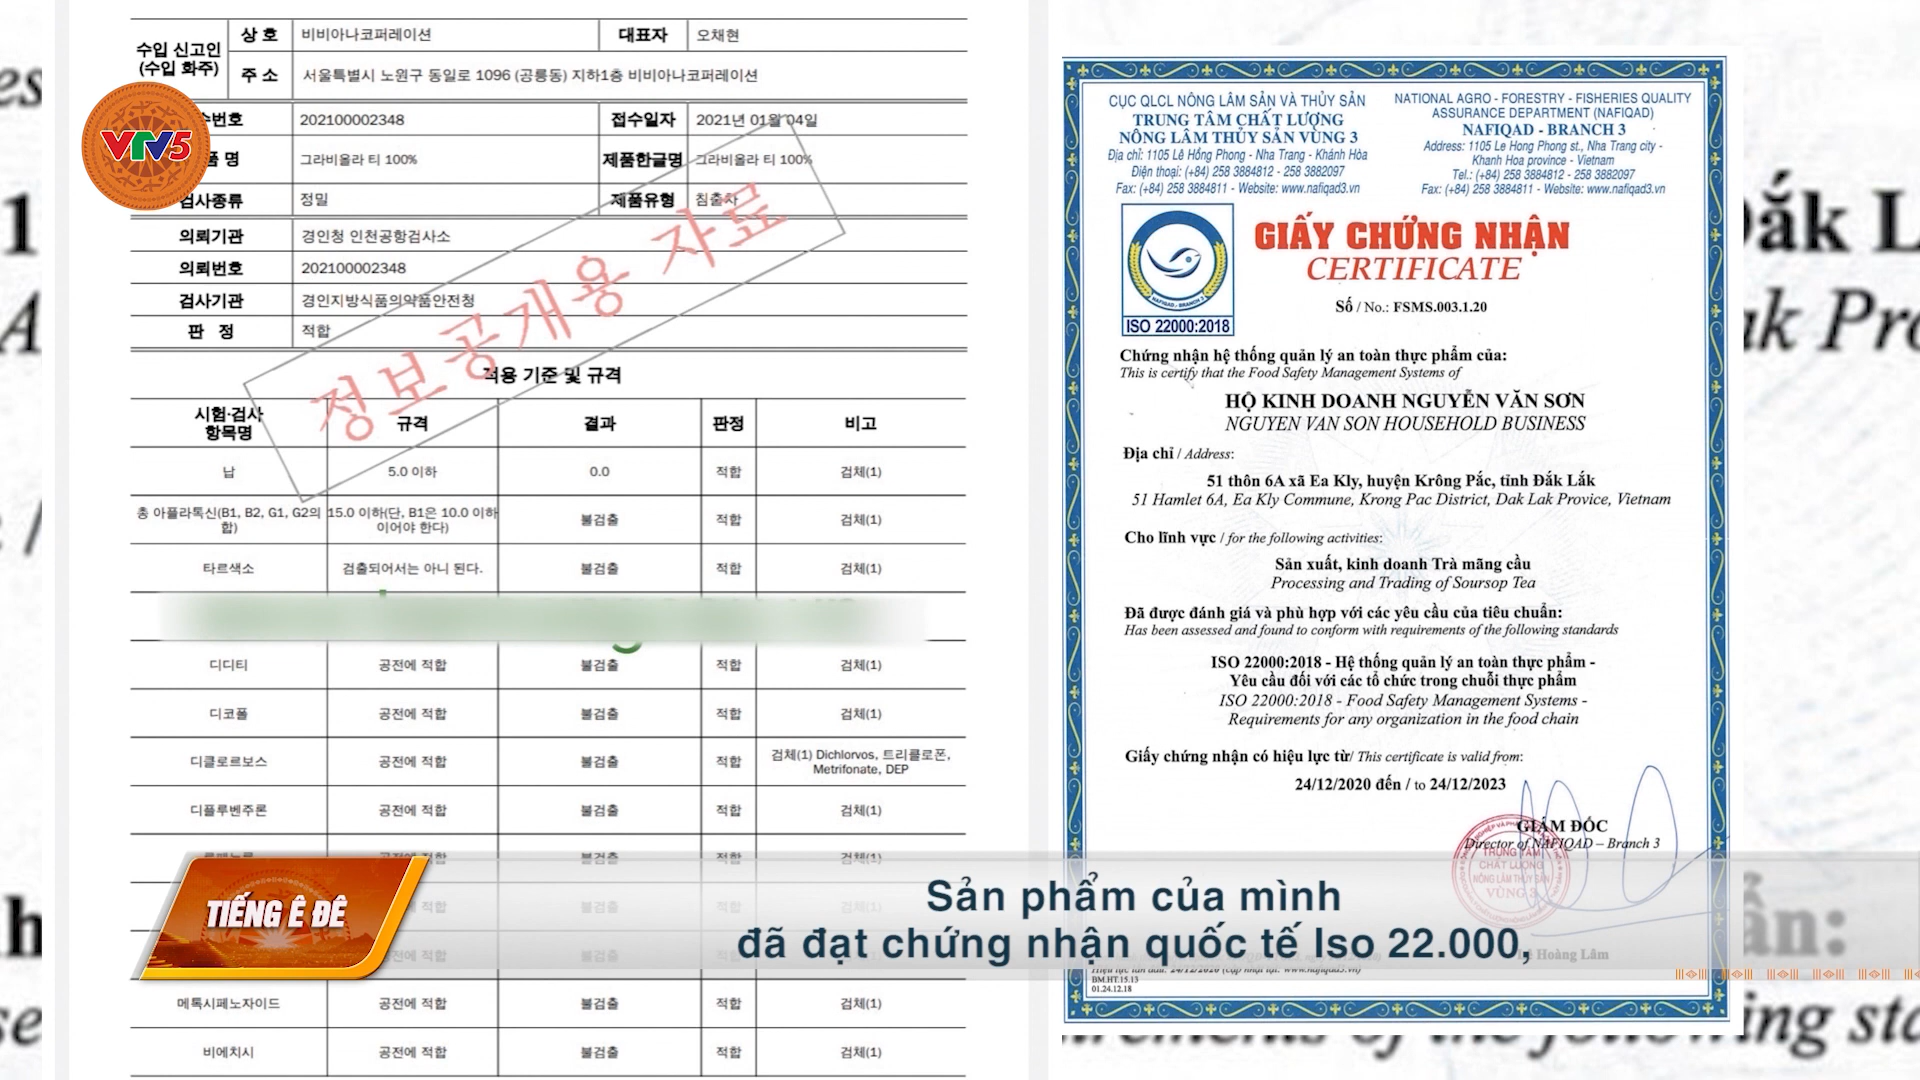 수입 신고인
(수입 화주)
상 호
비비아나코퍼레이션
대표자
오채현
주 소
서울특별시 노원구 동일로 1096 (공릉동) 지하1층 비비아나코퍼레이션
VTV5
202100002348
접수일자
2021년 01월 04일
그라비올라 티 100%
제품한글명
그라비올라 티 100%
검사종류
정밀
제품유형
침출차
의뢰기관
경인청 인천공항검사소
의뢰번호
202100002348
검사기관
경인지방식품의약품안전청
판 정
적합
정보공개용 자료
적용 기준 및 규격
시험·검사
항목명
규격
결과
판정
비고
납
5.0 이하
0.0
적합
검체(1)
총 아플라톡신(B1, B2, G1, G2의
합)
15.0 이하(단, B1은 10.0 이하
이어야 한다)
불검출
적합
검체(1)
타르색소
검출되어서는 아니 된다.
불검출
적합
검체(1)
디디티
공전에 적합
불검출
적합
검체(1)
디코폴
공전에 적합
불검출
적합
검체(1)
디클로르보스
공전에 적합
불검출
적합
검체(1) Dichlorvos, 트리클로폰,
Metrifonate, DEP
디플루벤주론
공전에 적합
불검출
적합
검체(1)
메톡시페노자이드
공전에 적합
불검출
적합
검체(1)
비에치시
공전에 적합
불검출
적합
검체(1)
CỤC QLCL NÔNG LÂM SẢN VÀ THỦY SẢN
TRUNG TÂM CHẤT LƯỢNG
NÔNG LÂM THỦY SẢN VÙNG 3
Địa chỉ: 1105 Lê Hồng Phong - Nha Trang - Khánh Hòa
Điện thoại: (+84) 258 3884812 - 258 3882097
Fax: (+84) 258 3884811 - Website: www.nafiqad3.vn
NATIONAL AGRO - FORESTRY - FISHERIES QUALITY
ASSURANCE DEPARTMENT (NAFIQAD)
NAFIQAD - BRANCH 3
Address: 1105 Le Hong Phong st., Nha Trang city -
Khanh Hoa province - Vietnam
Tel.: (+84) 258 3884812 - 258 3882097
Fax: (+84) 258 3884811 - Website: www.nafiqad3.vn
NAFIQAD - BRANCH 3
ISO 22000:2018
GIẤY CHỨNG NHẬN
CERTIFICATE
Số / No.: FSMS.003.1.20
Chứng nhận hệ thống quản lý an toàn thực phẩm của:
This is certify that the Food Safety Management Systems of
HỘ KINH DOANH NGUYỄN VĂN SƠN
NGUYEN VAN SON HOUSEHOLD BUSINESS
Địa chỉ / Address:
51 thôn 6A xã Ea Kly, huyện Krông Pắc, tỉnh Đắk Lắk
51 Hamlet 6A, Ea Kly Commune, Krong Pac District, Dak Lak Provice, Vietnam
Cho lĩnh vực / for the following activities:
Sản xuất, kinh doanh Trà mãng cầu
Processing and Trading of Soursop Tea
Đã được đánh giá và phù hợp với các yêu cầu của tiêu chuẩn:
Has been assessed and found to conform with requirements of the following standards
ISO 22000:2018 - Hệ thống quản lý an toàn thực phẩm -
Yêu cầu đối với các tổ chức trong chuỗi thực phẩm
ISO 22000:2018 - Food Safety Management Systems -
Requirements for any organization in the food chain
Giấy chứng nhận có hiệu lực từ/ This certificate is valid from:
24/12/2020 đến / to 24/12/2023
GIÁM ĐỐC
Director of NAFIQAD – Branch 3
TRUNG TÂM
CHẤT LƯỢNG
NÔNG LÂM THỦY SẢN
VÙNG 3
Lê Hoàng Lâm
BM.HT.15.13
01.24.12.18
TIẾNG Ê ĐÊ
Sản phẩm của mình
đã đạt chứng nhận quốc tế Iso 22.000,